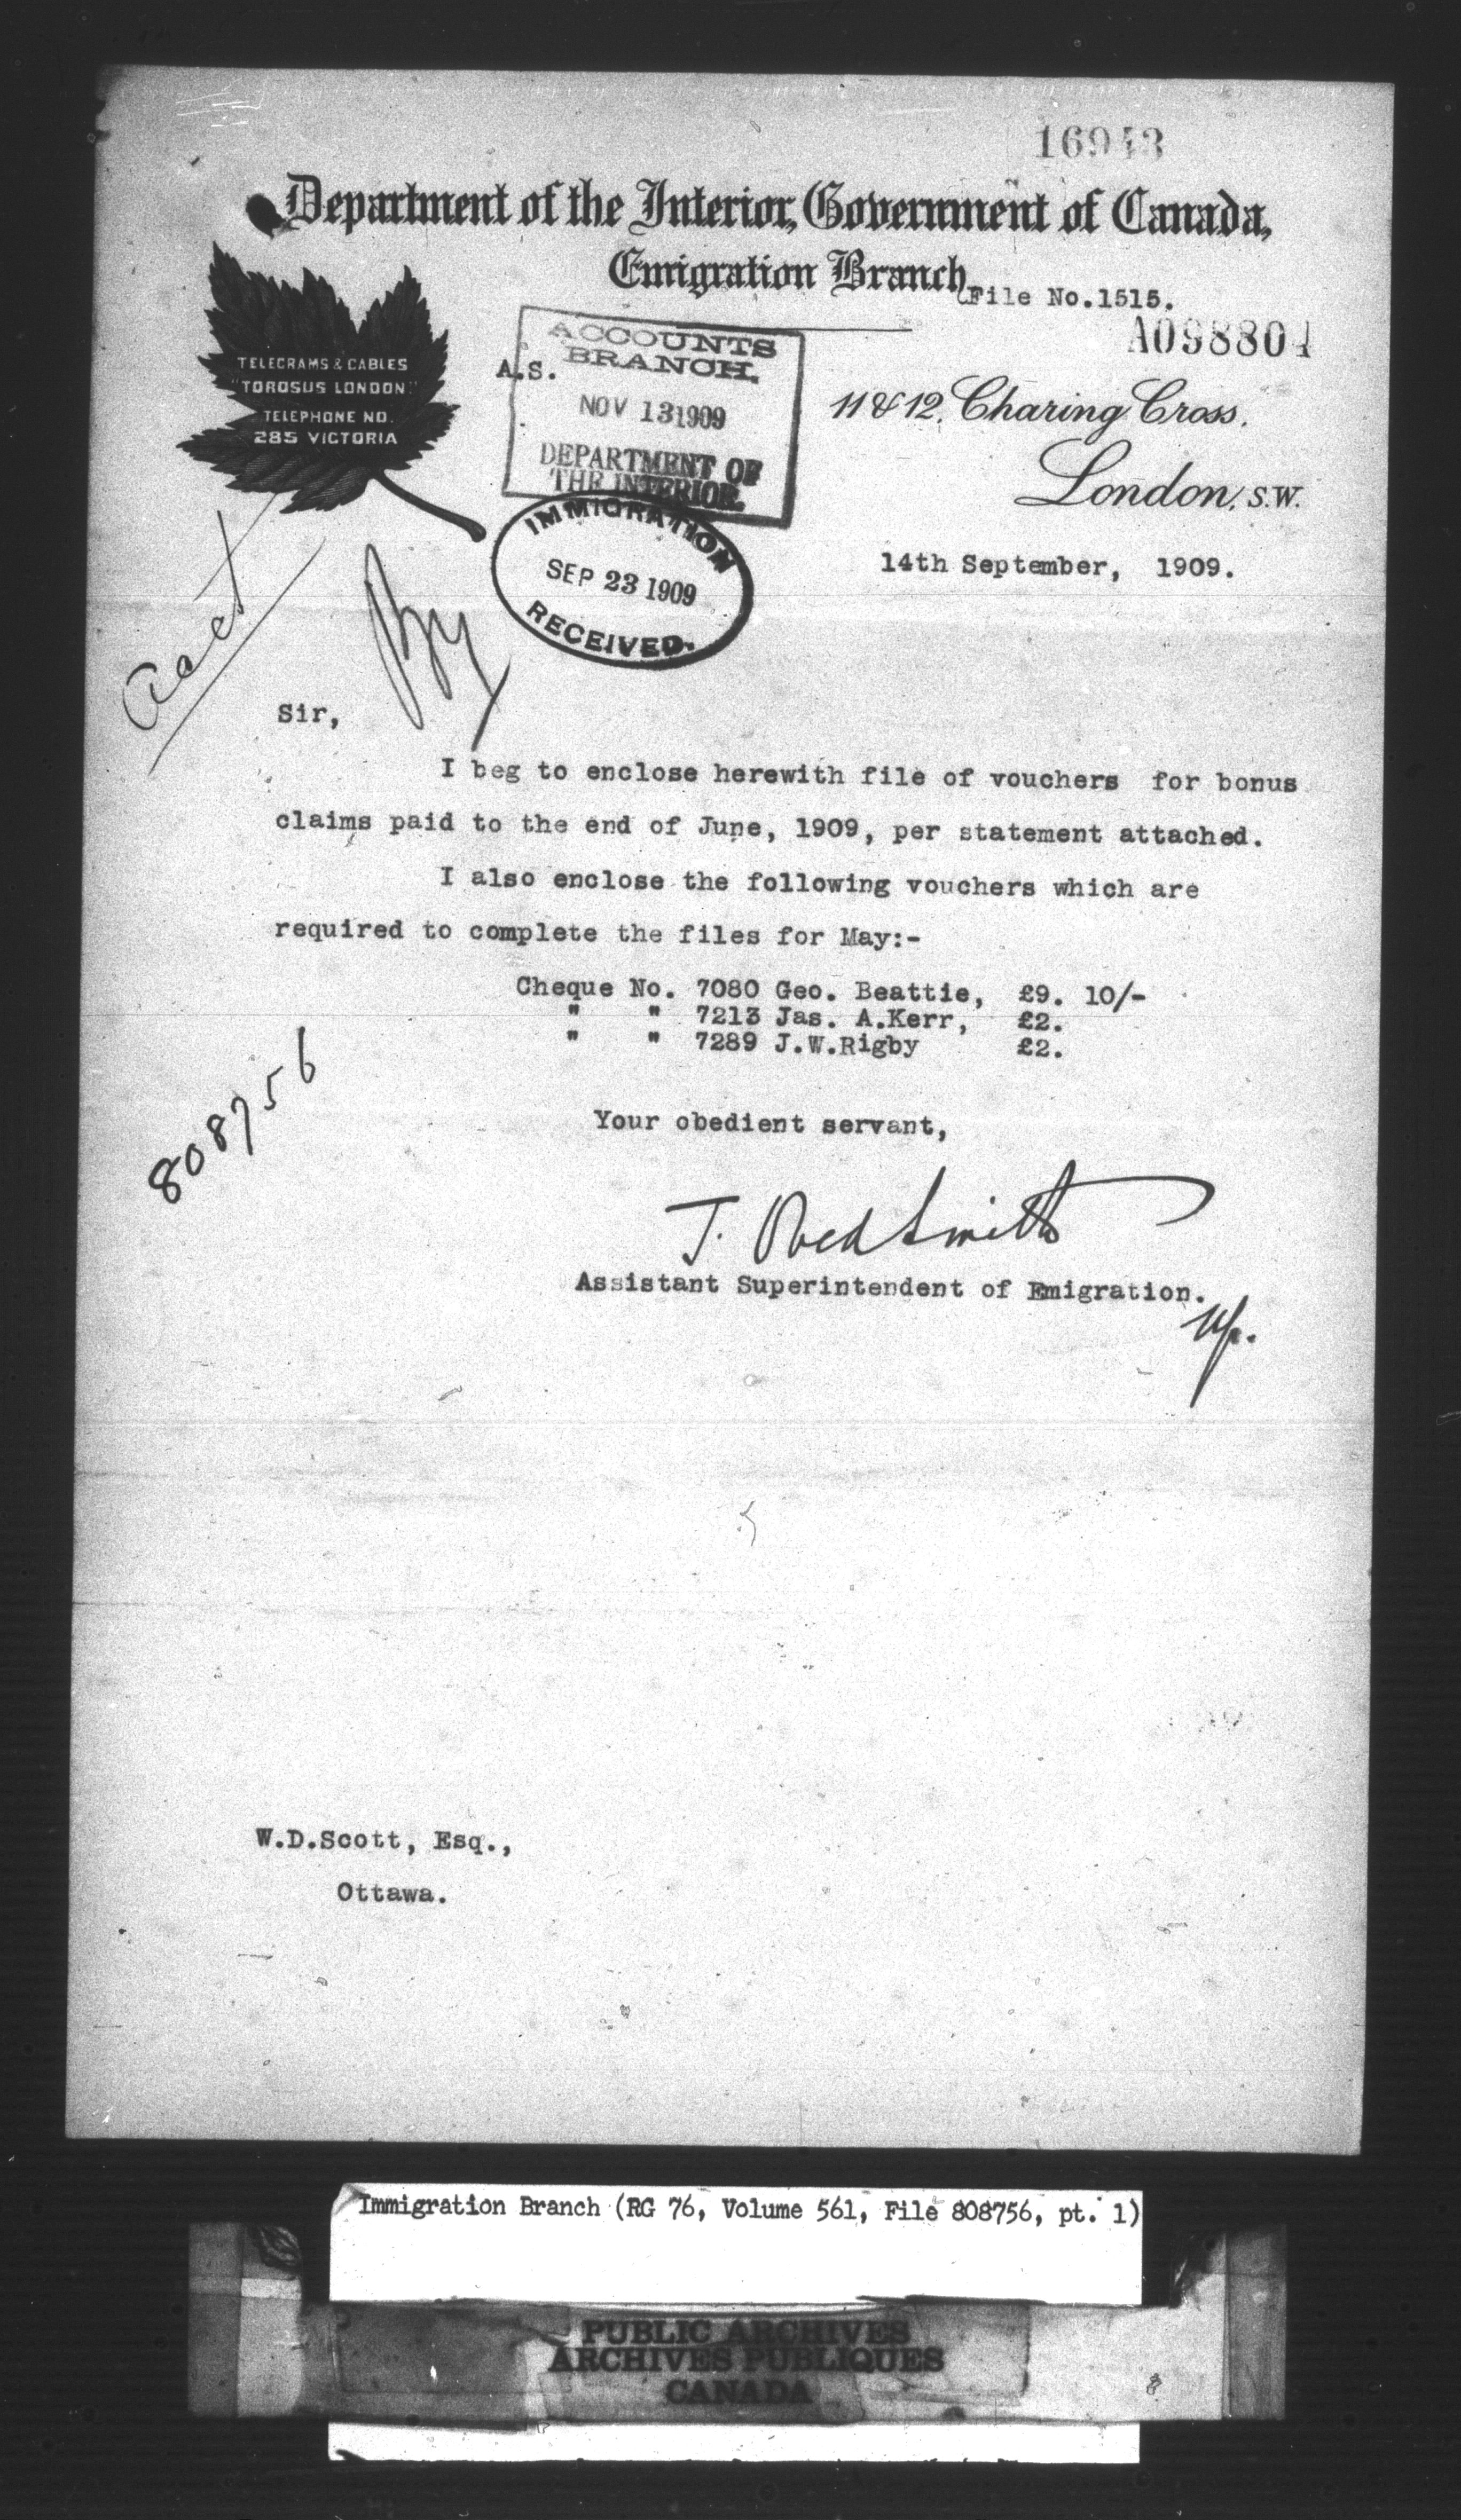 16943
Department of the Interior, Government of Canada,
Emigration Branch,
File No.1515.
A098804
TELEGRAMS & CABLES
"TOROSUS LONDON."
TELEPHONE NO.
285 VICTORIA
A.S.
ACCOUNTS
BRANCH.
NOV 13 1909
DEPARTMENT OF
THE INTERIOR.
11 & 12, Charing Cross,
London, S.W.
IMMIGRATION
SEP 23 1909
RECEIVED.
14th September, 1909.
Sir,
I beg to enclose herewith file of vouchers for bonus
claims paid to the end of June, 1909, per statement attached.
I also enclose the following vouchers which are
required to complete the files for May:-
Cheque No. 7080 Geo. Beattie, £9. 10/-
" " 7213 Jas. A.Kerr, £2.
" " 7289 J.W.Rigby £2.
808756
Your obedient servant,
J. Obed Smith
Assistant Superintendent of Emigration.
W.D.Scott, Esq.,
Ottawa.
Immigration Branch (RG 76, Volume 561, File 808756, pt. 1)
PUBLIC ARCHIVES
ARCHIVES PUBLIQUES
CANADA